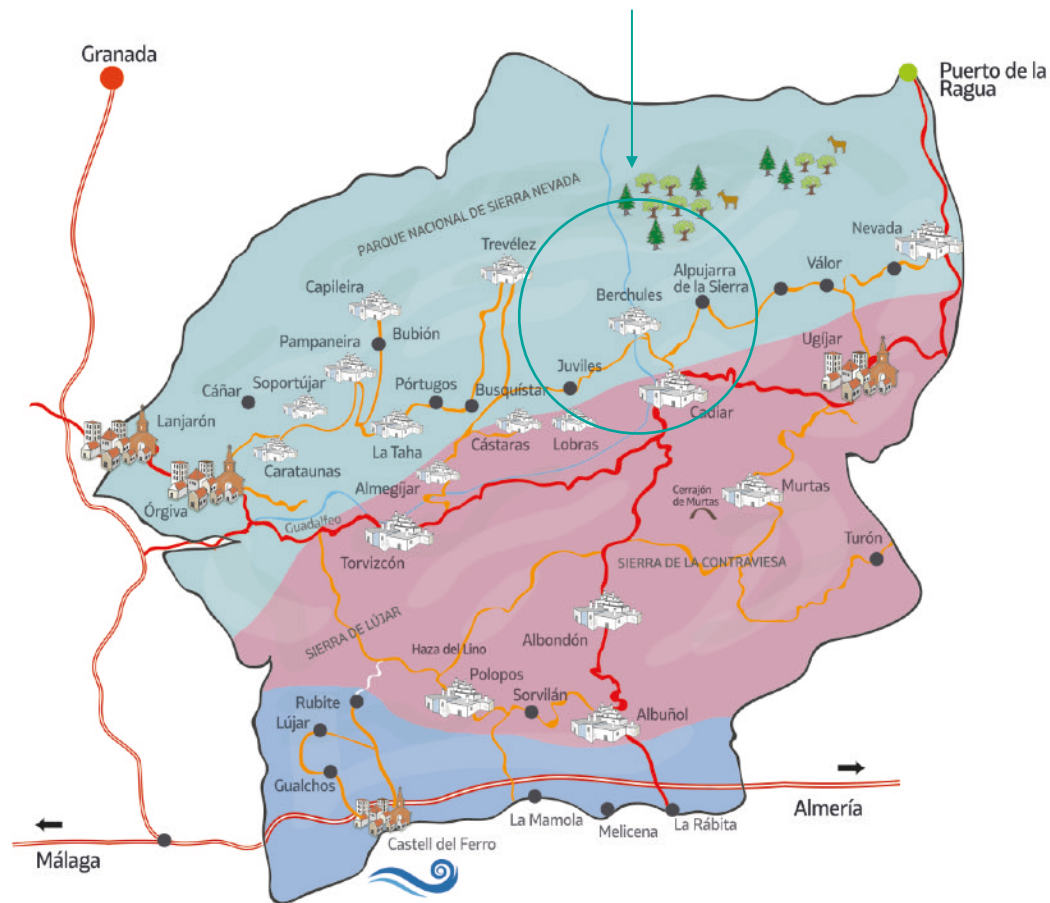 Granada
Puerto de la
Ragua
PARQUE NACIONAL DE SIERRA NEVADA
Trevélez
Nevada
Capileira
Berchules
Alpujarra
de la Sierra
Válor
Bubión
Pampaneira
Ugíjar
Juviles
Cáñar
Soportújar
Pórtugos
Busquístar
Lanjarón
Cadiar
La Taha
Cástaras
Lobras
Carataunas
Almegijar
Órgiva
Cerrajón
de Murtas
Murtas
Guadalfeo
Torvizcón
Turón
SIERRA DE LA CONTRAVIESA
SIERRA DE LÚJAR
Albondón
Haza del Lino
Polopos
Sorvilán
Rubite
Albuñol
Lújar
Gualchos
Almería
La Mamola
Melicena
La Rábita
Castell del Ferro
Málaga